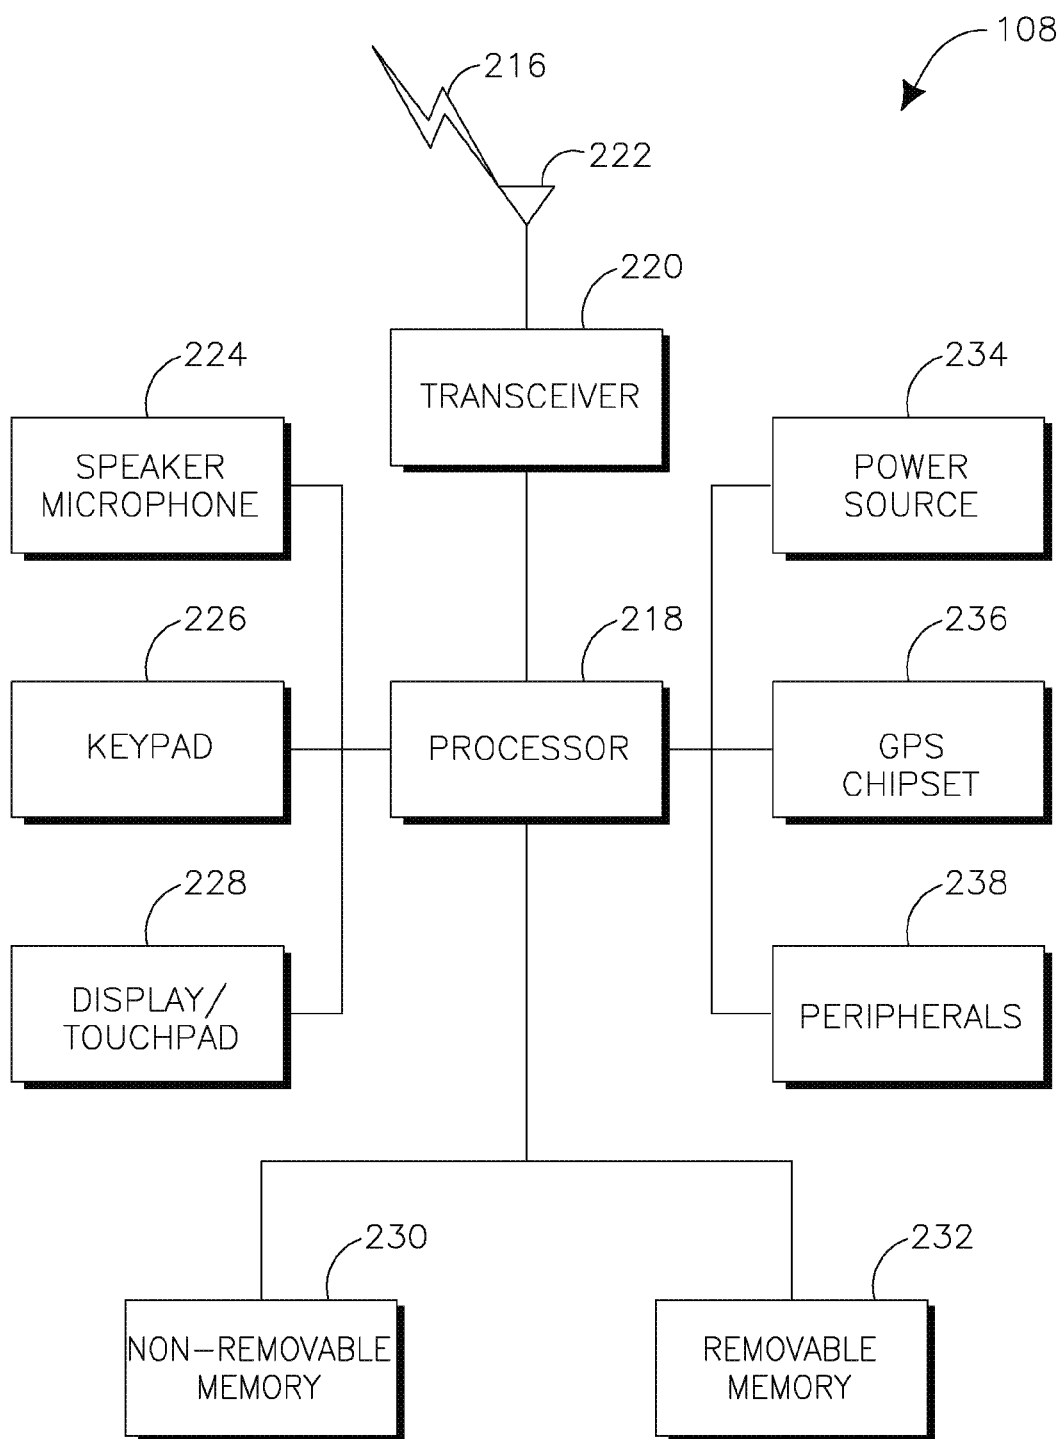 108
216
222
220
TRANSCEIVER
224
SPEAKER
MICROPHONE
234
POWER
SOURCE
226
KEYPAD
218
PROCESSOR
236
GPS
CHIPSET
228
DISPLAY/
TOUCHPAD
238
PERIPHERALS
230
NON-REMOVABLE
MEMORY
232
REMOVABLE
MEMORY